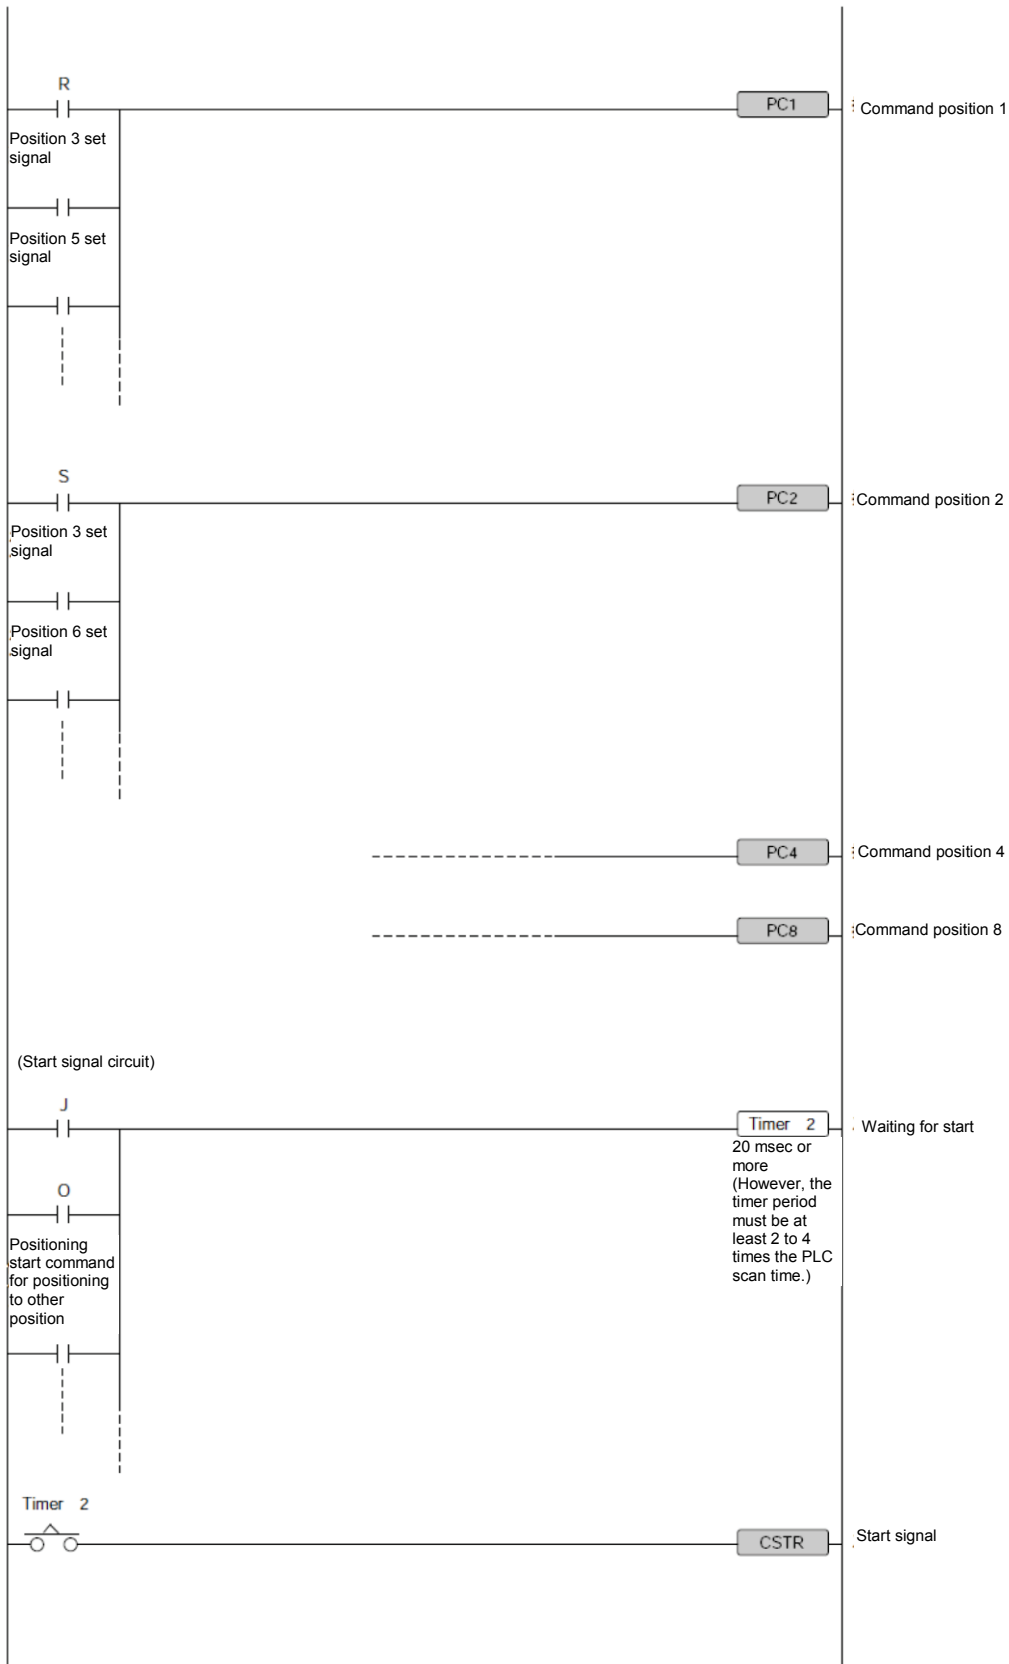 R
PC1
Command position 1
Position 3 set
signal
Position 5 set
signal
S
PC2
Command position 2
Position 3 set
signal
Position 6 set
signal
PC4
Command position 4
PC8
Command position 8
(Start signal circuit)
J
Timer 2
Waiting for start
20 msec or
more
(However, the
timer period
must be at
least 2 to 4
times the PLC
scan time.)
O
Positioning
start command
for positioning
to other
position
Timer 2
CSTR
Start signal